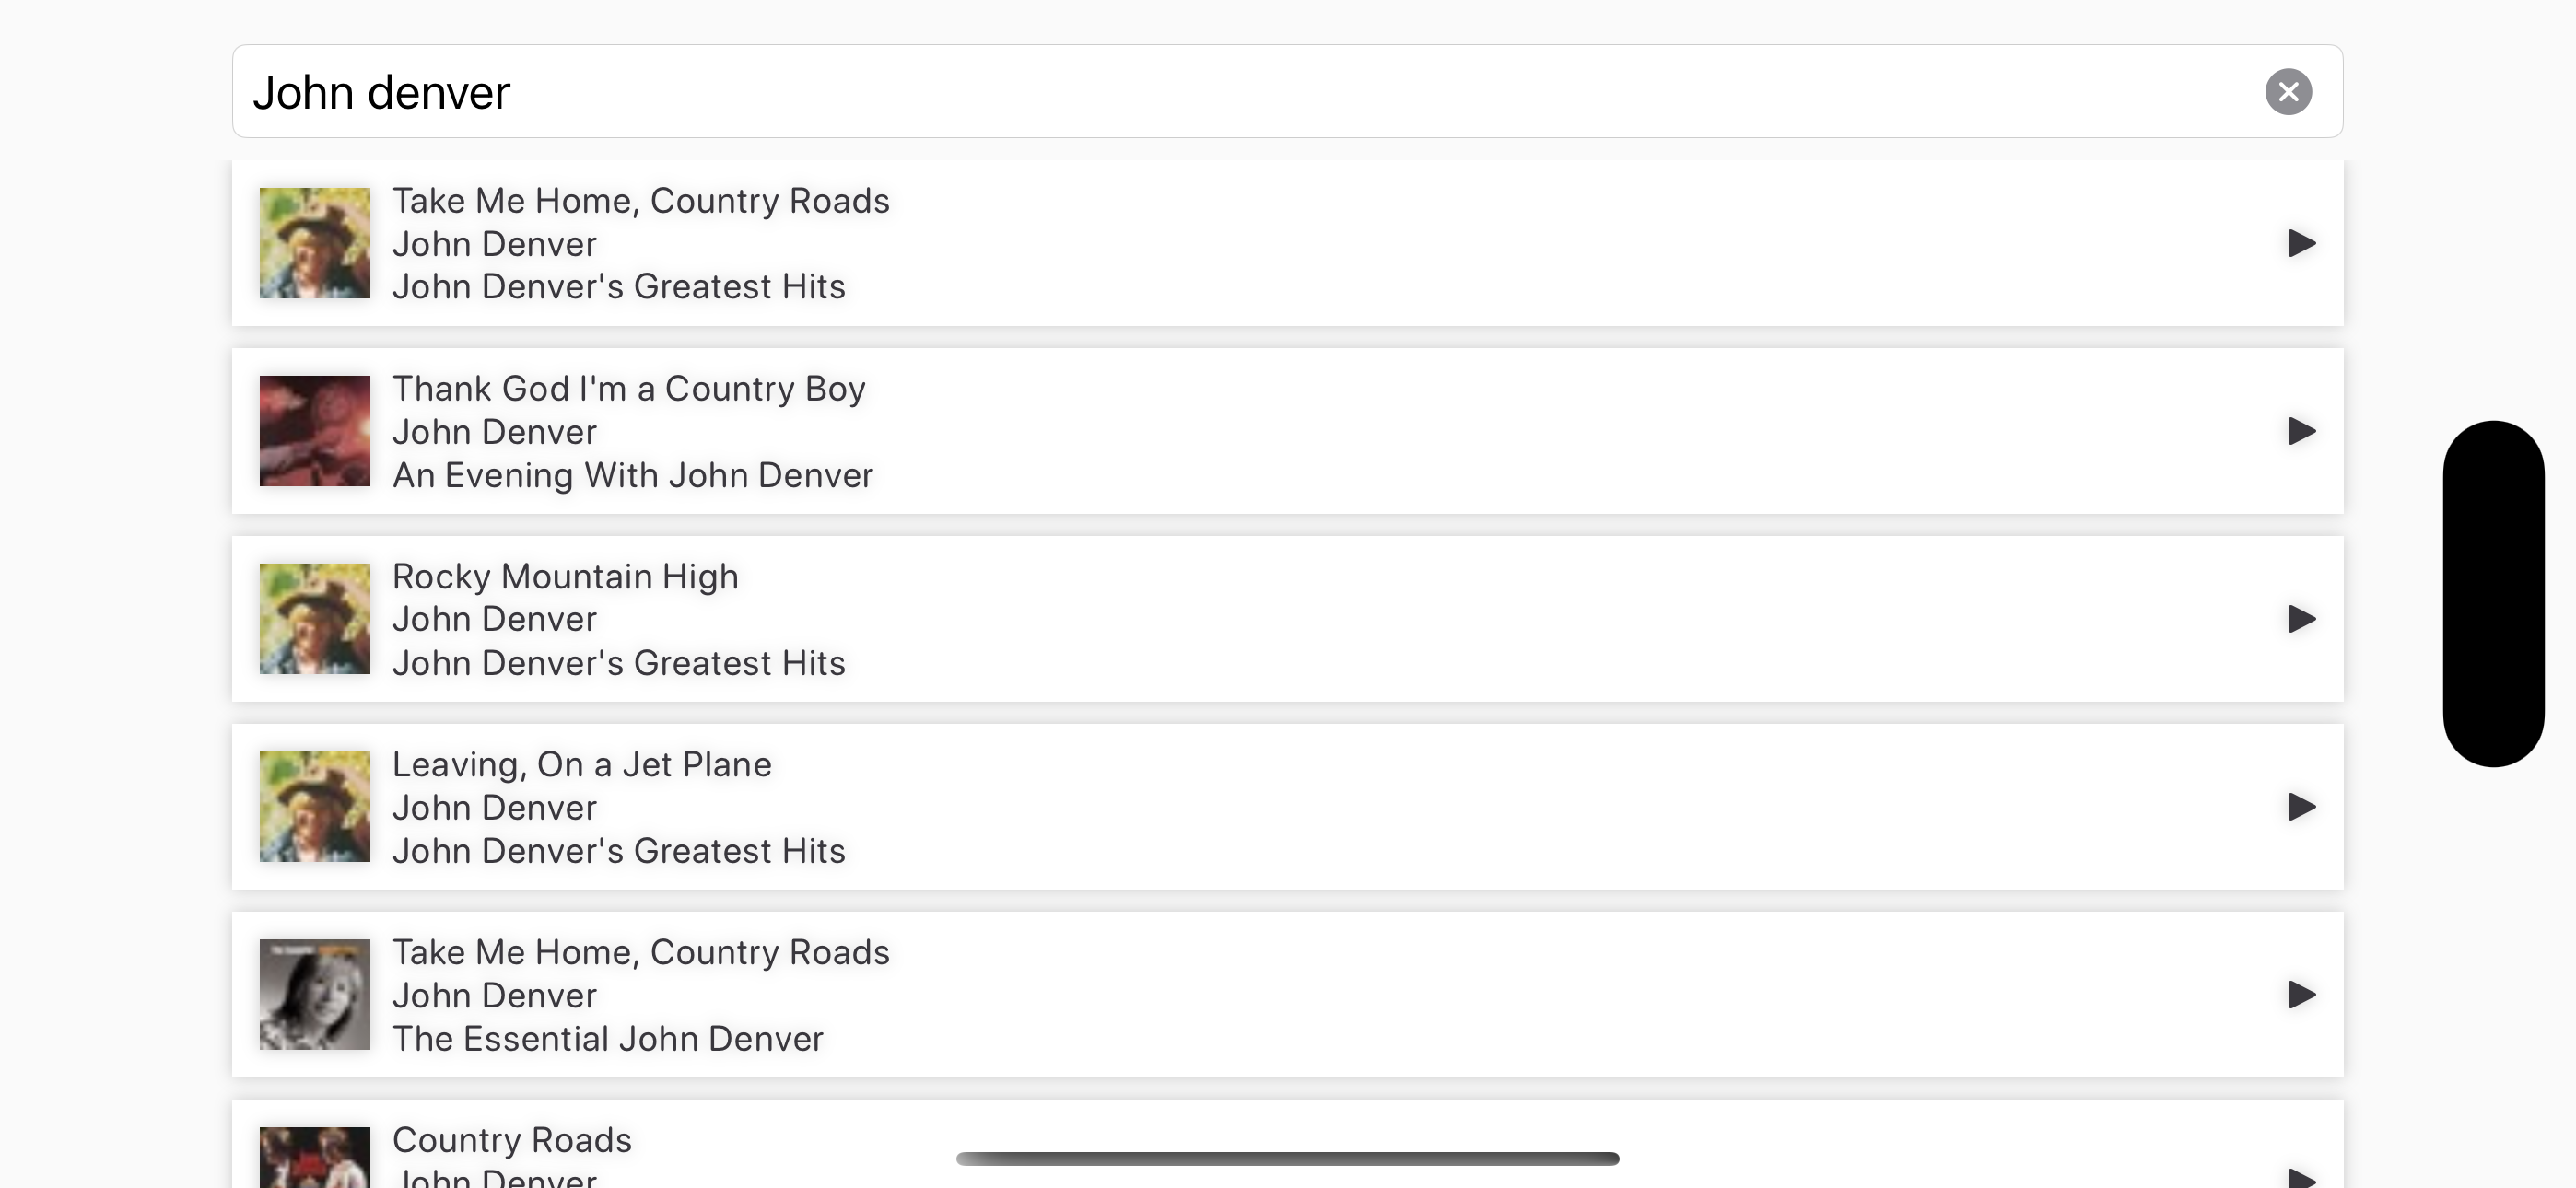 John denver
Take Me Home, Country Roads
John Denver
John Denver's Greatest Hits
Thank God I'm a Country Boy
John Denver
An Evening With John Denver
Rocky Mountain High
John Denver
John Denver's Greatest Hits
Leaving, On a Jet Plane
John Denver
John Denver's Greatest Hits
Take Me Home, Country Roads
John Denver
The Essential John Denver
Country Roads
John Denver